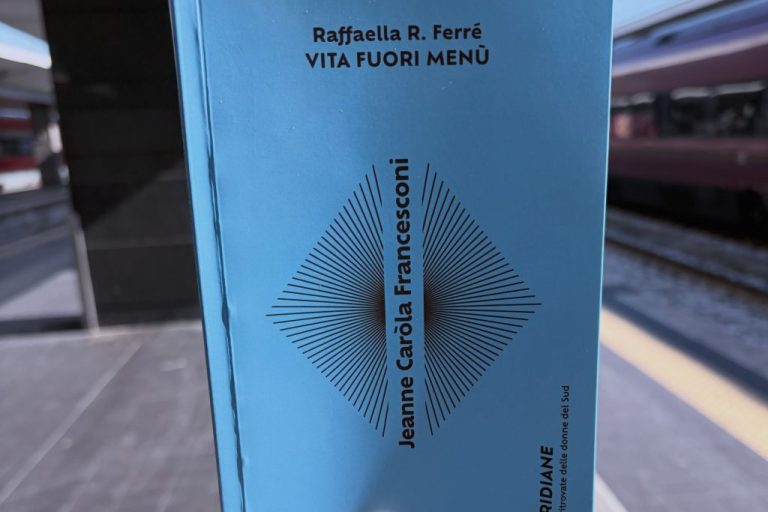 Raffaella R. Ferré
VITA FUORI MENÙ
Jeanne Caròla Francesconi
RIDIANE
ritrovate delle donne del Sud